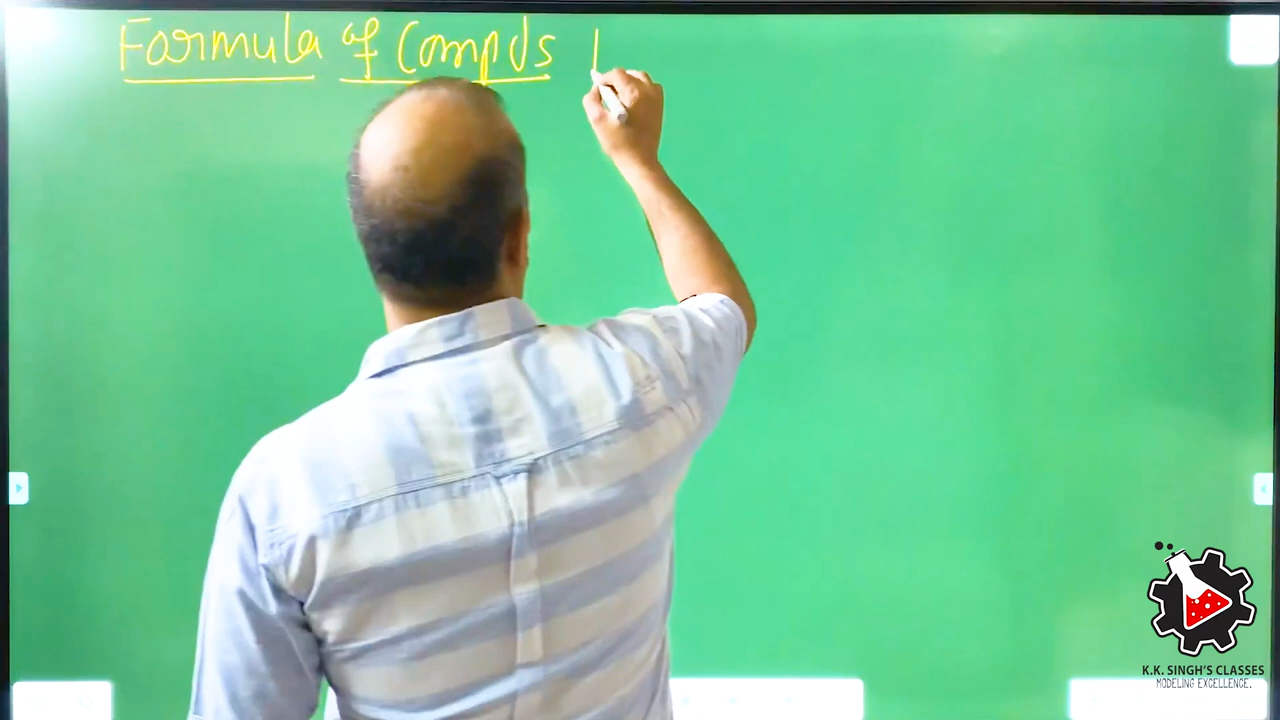 Formula of Compds
K.K. SINGH'S CLASSES
MODELING EXCELLENCE.